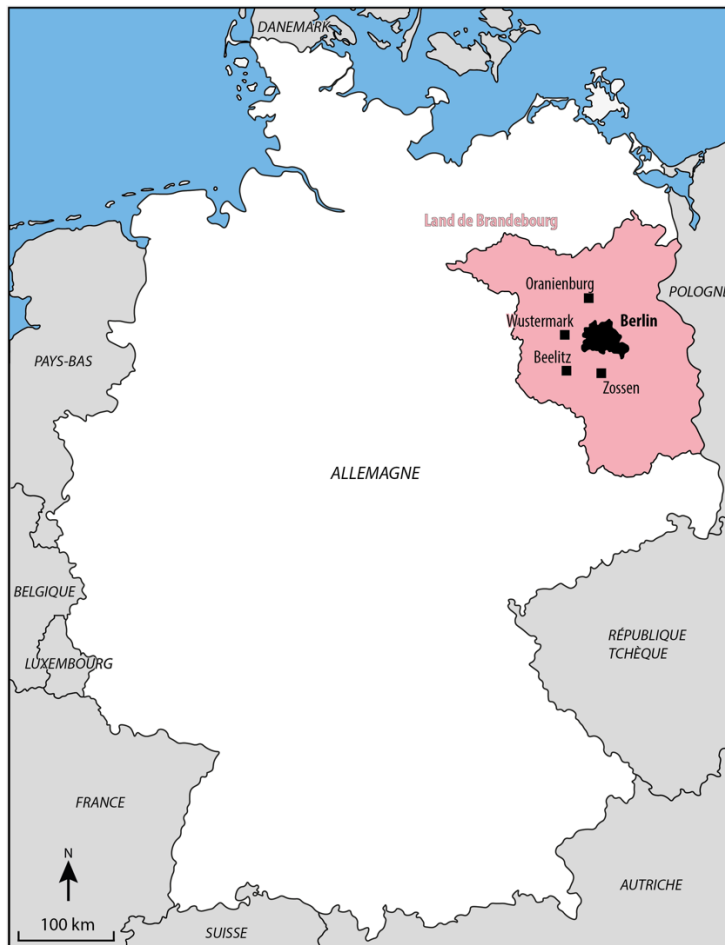 DANEMARK
Land de Brandebourg
Oranienburg
POLOGNE
Wustermark
Berlin
PAYS-BAS
Beelitz
Zossen
ALLEMAGNE
BELGIQUE
RÉPUBLIQUE
TCHÈQUE
LUXEMBOURG
FRANCE
N
AUTRICHE
100 km
SUISSE